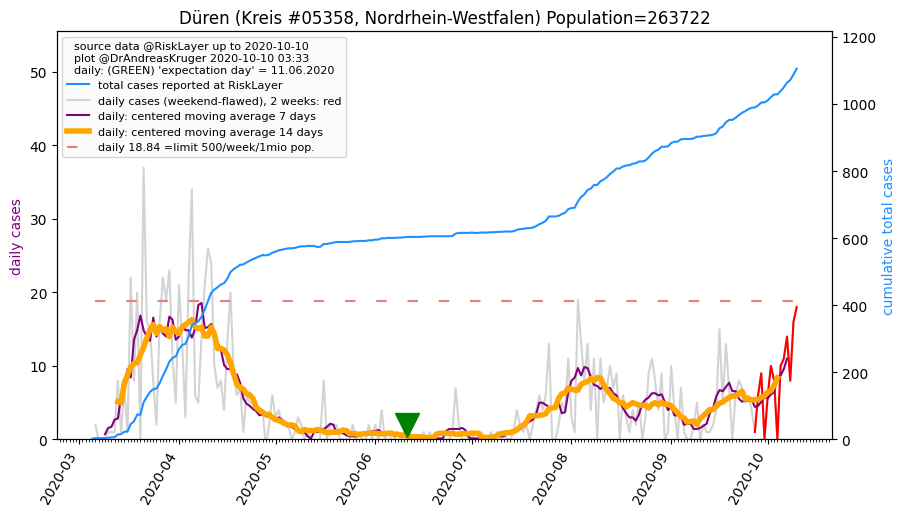 Düren (Kreis #05358, Nordrhein-Westfalen) Population=263722
source data @RiskLayer up to 2020-10-10
plot @DrAndreasKruger 2020-10-10 03:33
daily: (GREEN) 'expectation day' = 11.06.2020
total cases reported at RiskLayer
daily cases (weekend-flawed), 2 weeks: red
daily: centered moving average 7 days
daily: centered moving average 14 days
daily 18.84 =limit 500/week/1mio pop.
daily cases
50
40
30
20
10
0
cumulative total cases
1200
1000
800
600
400
200
0
2020-03
2020-04
2020-05
2020-06
2020-07
2020-08
2020-09
2020-10